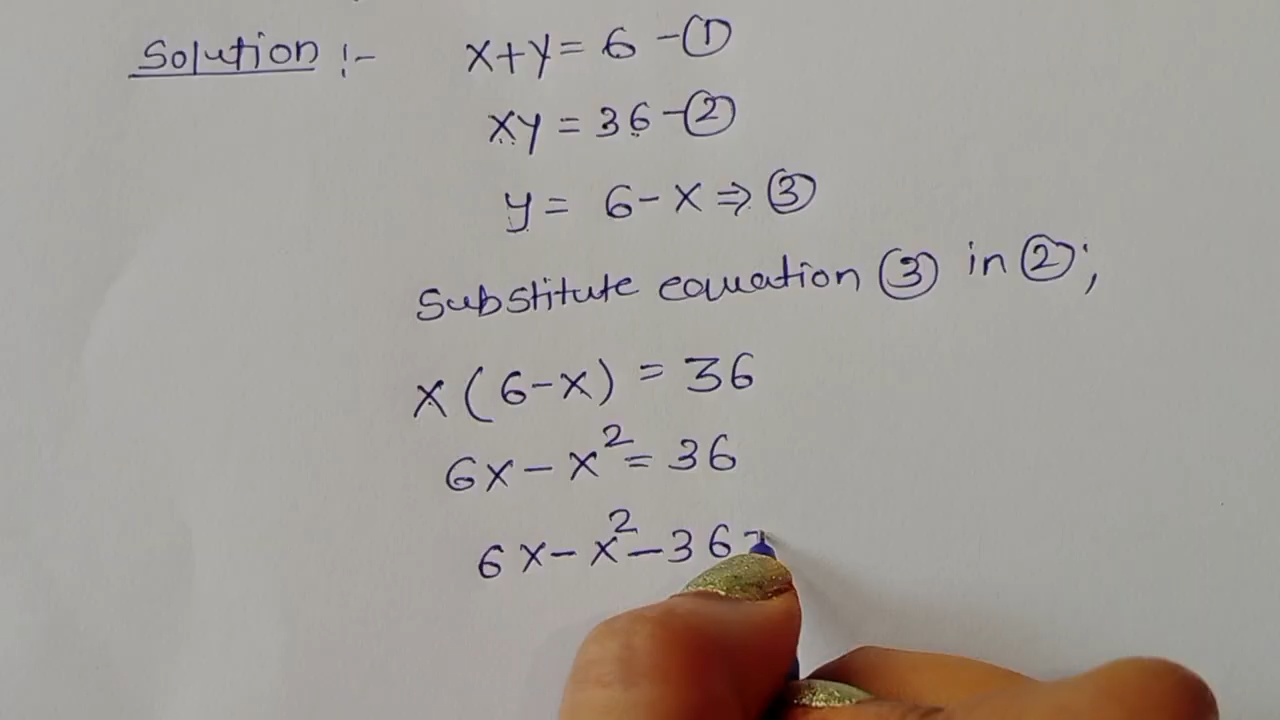 Solution :- x+y= 6 -①
xy = 36 -②
y = 6-x ⇒ ③
Substitute equation ③ in ②;
x(6-x) = 36
6x - x² = 36
6x - x² - 36 =